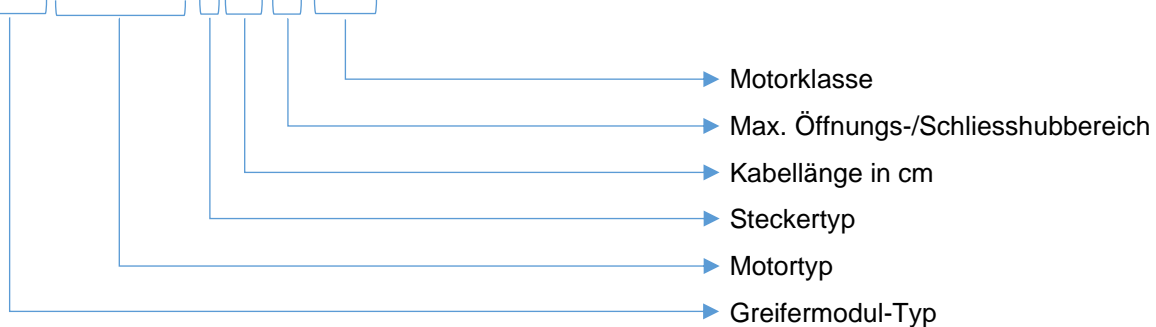 Motorklasse
Max. Öffnungs-/Schliesshubbereich
Kabellänge in cm
Steckertyp
Motortyp
Greifermodul-Typ